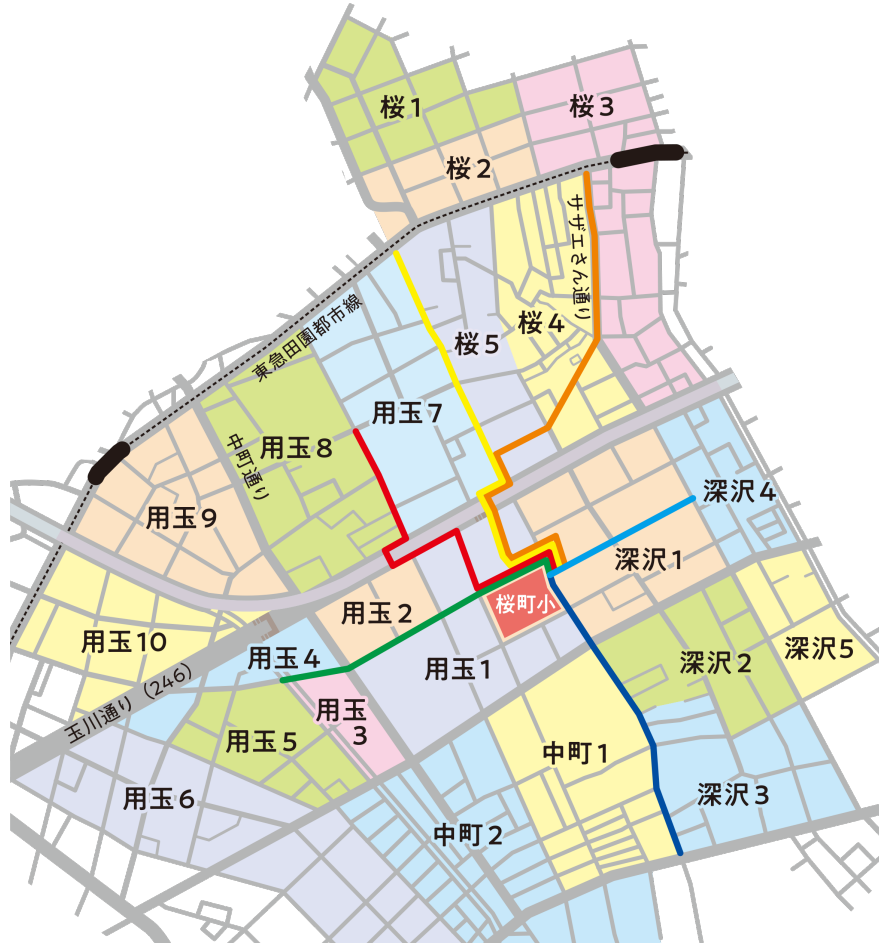 桜1
桜3
桜2
サザエさん通り
東急田園都市線
桜4
桜5
用玉7
用玉8
中町通り
用玉9
深沢4
深沢1
桜町小
用玉2
用玉10
用玉4
用玉1
深沢2
深沢5
玉川通り（246）
用玉
3
用玉5
中町1
用玉6
深沢3
中町2